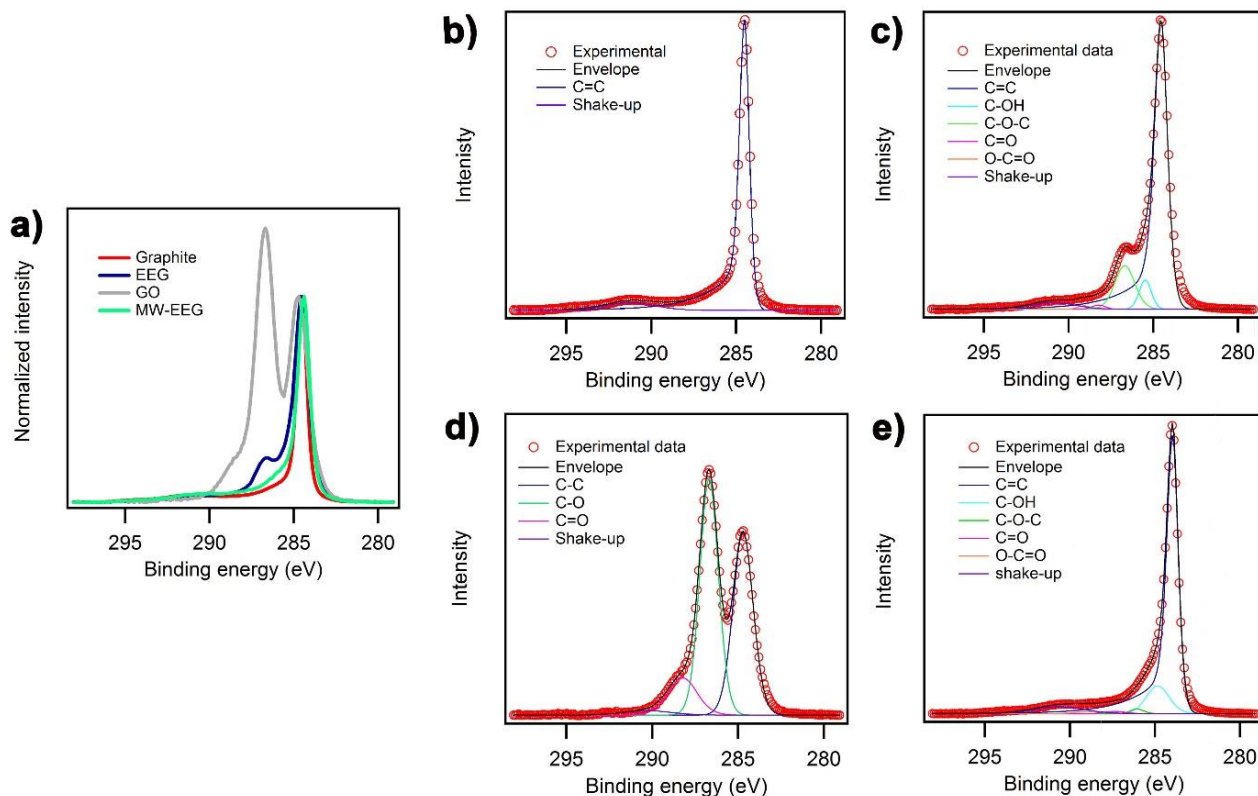 a)
Graphite
EEG
GO
MW-EEG
Normalized intensity
295 290 285 280
Binding energy (eV)
b)
Experimental
Envelope
C=C
Shake-up
Intenisty
295 290 285 280
Binding energy (eV)
c)
Experimental data
Envelope
C=C
C-OH
C-O-C
C=O
O-C=O
Shake-up
Intensity
295 290 285 280
Binding energy (eV)
d)
Experimental data
Envelope
C-C
C-O
C=O
Shake-up
Intensity
295 290 285 280
Binding energy (eV)
e)
Experimental data
Envelope
C=C
C-OH
C-O-C
C=O
O-C=O
shake-up
Intensity
295 290 285 280
Binding energy (eV)